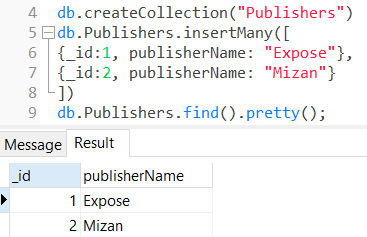 4 db.createCollection("Publishers")
5 db.Publishers.insertMany([
6 {_id:1, publisherName: "Expose"},
7 {_id:2, publisherName: "Mizan"}
8 ])
9 db.Publishers.find().pretty();
Message Result
_id publisherName
1 Expose
2 Mizan